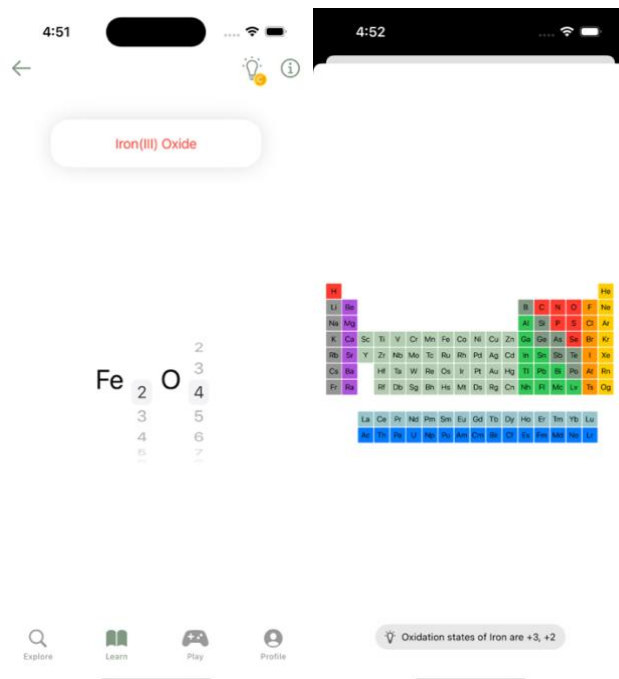 4:51
Iron(III) Oxide
2
3
Fe 2 O 4
3 5
4 6
5 7
Explore Learn Play Profile
4:52
H He
Li Be B C N O F Ne
Na Mg Al Si P S Cl Ar
K Ca Sc Ti V Cr Mn Fe Co Ni Cu Zn Ga Ge As Se Br Kr
Rb Sr Y Zr Nb Mo Tc Ru Rh Pd Ag Cd In Sn Sb Te I Xe
Cs Ba Hf Ta W Re Os Ir Pt Au Hg Tl Pb Bi Po At Rn
Fr Ra Rf Db Sg Bh Hs Mt Ds Rg Cn Nh Fl Mc Lv Ts Og
La Ce Pr Nd Pm Sm Eu Gd Tb Dy Ho Er Tm Yb Lu
Ac Th Pa U Np Pu Am Cm Bk Cf Es Fm Md No Lr
Oxidation states of Iron are +3, +2